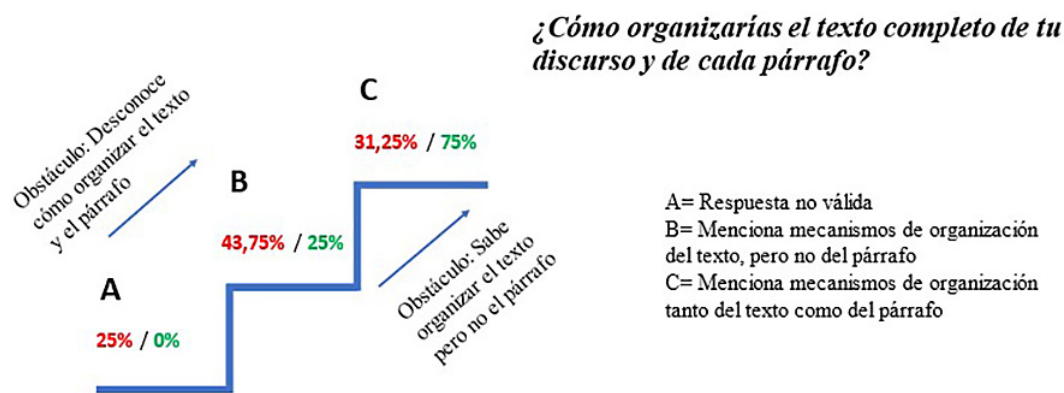 ¿Cómo organizarías el texto completo de tu
discurso y de cada párrafo?
Obstáculo: Desconoce
cómo organizar el texto
y el párrafo
C
31,25% / 75%
B
43,75% / 25%
A
25% / 0%
Obstáculo: Sabe
organizar el texto
pero no el párrafo
A= Respuesta no válida
B= Menciona mecanismos de organización
del texto, pero no del párrafo
C= Menciona mecanismos de organización
tanto del texto como del párrafo